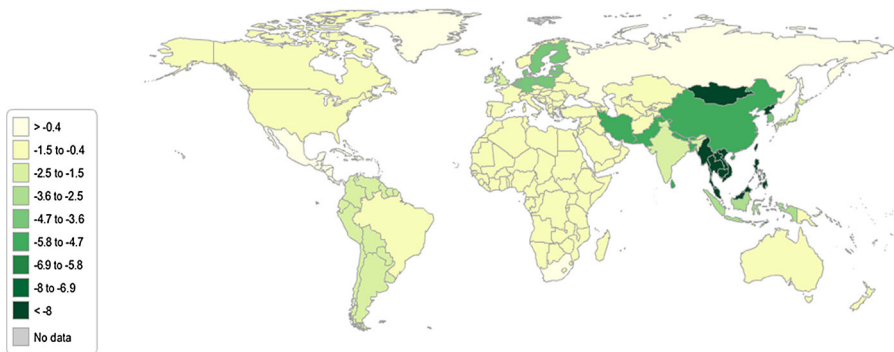 > -0.4
-1.5 to -0.4
-2.5 to -1.5
-3.6 to -2.5
-4.7 to -3.6
-5.8 to -4.7
-6.9 to -5.8
-8 to -6.9
< -8
No data